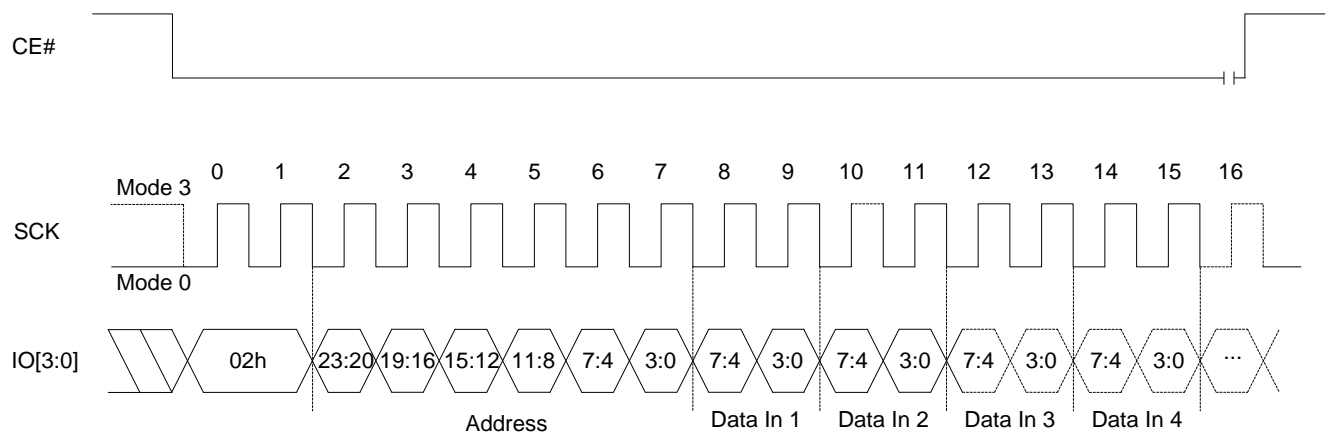 CE#
0 1 2 3 4 5 6 7 8 9 10 11 12 13 14 15 16
Mode 3
SCK
Mode 0
IO[3:0] 02h 23:20 19:16 15:12 11:8 7:4 3:0 7:4 3:0 7:4 3:0 7:4 3:0 7:4 3:0 ...
Address Data In 1 Data In 2 Data In 3 Data In 4